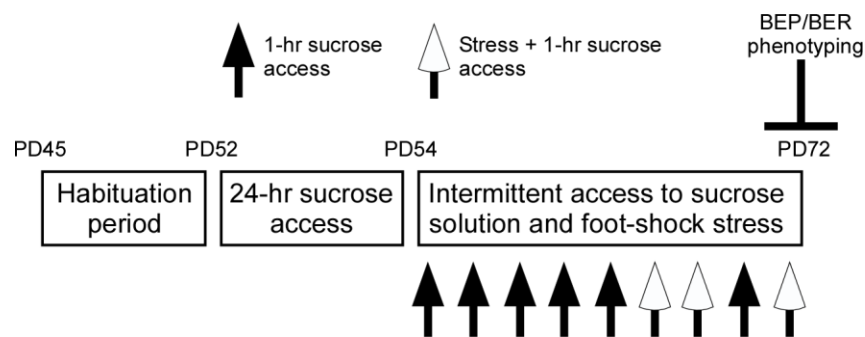 1-hr sucrose
access
Stress + 1-hr sucrose
access
BEP/BER
phenotyping
PD45
PD52
PD54
PD72
Habituation
period
24-hr sucrose
access
Intermittent access to sucrose
solution and foot-shock stress